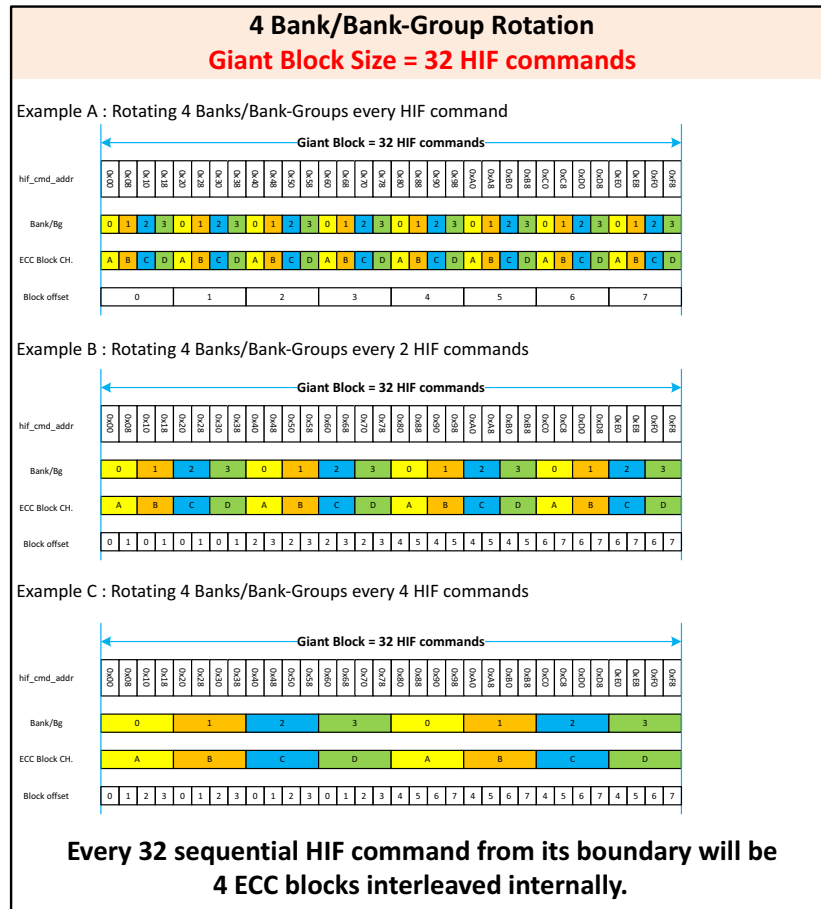 4 Bank/Bank-Group Rotation
Giant Block Size = 32 HIF commands
Example A : Rotating 4 Banks/Bank-Groups every HIF command
Giant Block = 32 HIF commands
hif_cmd_addr 0x00 0x08 0x10 0x18 0x20 0x28 0x30 0x38 0x40 0x48 0x50 0x58 0x60 0x68 0x70 0x78 0x80 0x88 0x90 0x98 0xA0 0xA8 0xB0 0xB8 0xC0 0xC8 0xD0 0xD8 0xE0 0xE8 0xF0 0xF8
Bank/Bg 0 1 2 3 0 1 2 3 0 1 2 3 0 1 2 3 0 1 2 3 0 1 2 3 0 1 2 3 0 1 2 3
ECC Block CH. A B C D A B C D A B C D A B C D A B C D A B C D A B C D A B C D
Block offset 0 1 2 3 4 5 6 7
Example B : Rotating 4 Banks/Bank-Groups every 2 HIF commands
Giant Block = 32 HIF commands
hif_cmd_addr 0x00 0x08 0x10 0x18 0x20 0x28 0x30 0x38 0x40 0x48 0x50 0x58 0x60 0x68 0x70 0x78 0x80 0x88 0x90 0x98 0xA0 0xA8 0xB0 0xB8 0xC0 0xC8 0xD0 0xD8 0xE0 0xE8 0xF0 0xF8
Bank/Bg 0 1 2 3 0 1 2 3 0 1 2 3 0 1 2 3
ECC Block CH. A B C D A B C D A B C D A B C D
Block offset 0 1 0 1 0 1 0 1 2 3 2 3 2 3 2 3 4 5 4 5 4 5 4 5 6 7 6 7 6 7 6 7
Example C : Rotating 4 Banks/Bank-Groups every 4 HIF commands
Giant Block = 32 HIF commands
hif_cmd_addr 0x00 0x08 0x10 0x18 0x20 0x28 0x30 0x38 0x40 0x48 0x50 0x58 0x60 0x68 0x70 0x78 0x80 0x88 0x90 0x98 0xA0 0xA8 0xB0 0xB8 0xC0 0xC8 0xD0 0xD8 0xE0 0xE8 0xF0 0xF8
Bank/Bg 0 1 2 3 0 1 2 3
ECC Block CH. A B C D A B C D
Block offset 0 1 2 3 0 1 2 3 0 1 2 3 0 1 2 3 4 5 6 7 4 5 6 7 4 5 6 7 4 5 6 7
Every 32 sequential HIF command from its boundary will be
4 ECC blocks interleaved internally.